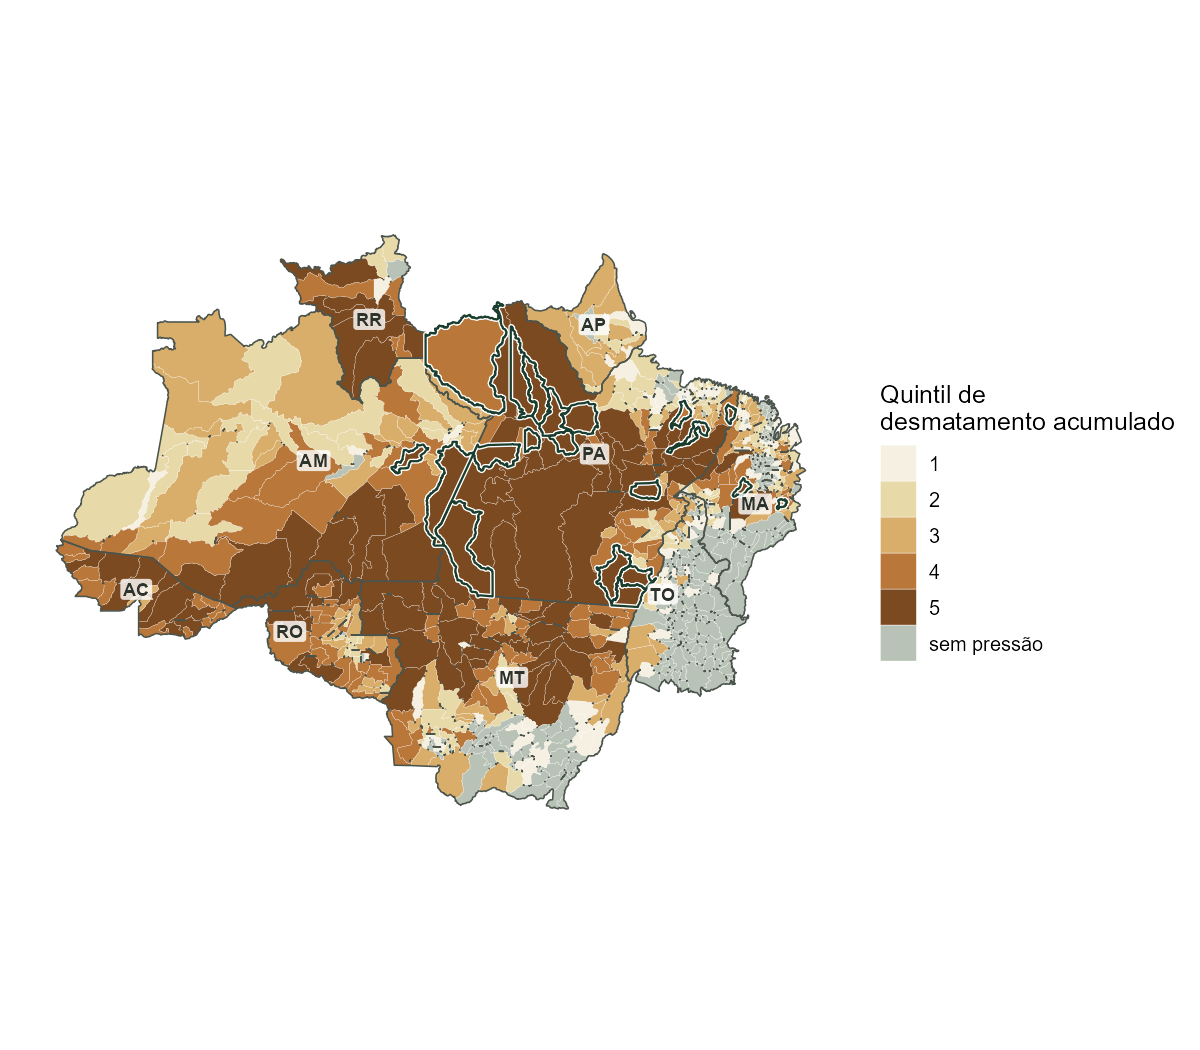 RR
AP
AM
PA
MA
AC
TO
RO
MT
Quintil de
desmatamento acumulado
1
2
3
4
5
sem pressão